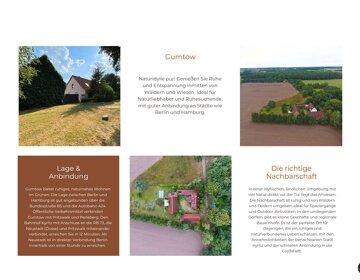 Gumtow
Naturidylle pur! Genießen Sie Ruhe
und Entspannung inmitten von
Wäldern und Wiesen. Ideal für
Naturliebhaber und Ruhesuchende,
mit guter Anbindung an Städte wie
Berlin und Hamburg.
Lage &
Anbindung
Gumtow bietet ruhiges, naturnahes Wohnen
im Grünen. Die Lage zwischen Berlin und
Hamburg ist gut angebunden über die
Bundesstraße B5 und die Autobahn A24.
Öffentliche Verkehrsmittel verbinden
Gumtow mit Pritzwalk und Perleberg. Den
Bahnhof Kyritz mit Anschluss an die RB 73, die
Neustadt (Dosse) und Pritzwalk miteinander
verbindet, erreichen Sie in 12 Minuten. Ab
Neustadt ist in direkter Verbindung Berlin
innerhalb von einer Stunde zu erreichen.
Die richtige
Nachbarschaft
In einer idyllischen, ländlichen Umgebung mit
viel Natur direkt vor der Tür liegt das Anwesen.
Die Nachbarschaft ist ruhig und von Wäldern
und Feldern umgeben, ideal für Spaziergänge
und Outdoor-Aktivitäten. In den umliegenden
Dörfern gibt es kleine Geschäfte und regionale
Bauernhöfe. Es ist der perfekte Ort für
diejenigen, die ein ruhiges und
naturverbundenes Leben schätzen, mit den
Annehmlichkeiten der benachbarten Stadt
Kyritz und der schnellen Anbindung in die
Großstadt.